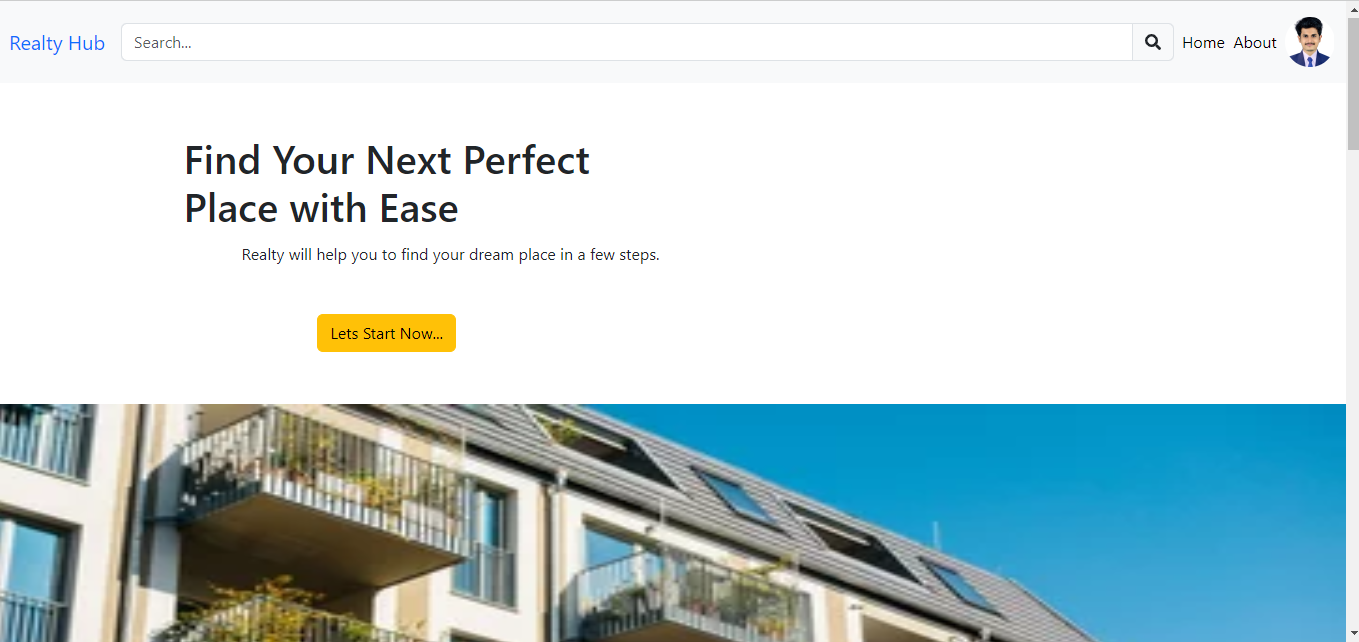 Realty Hub
Search...
Home About
Find Your Next Perfect
Place with Ease
Realty will help you to find your dream place in a few steps.
Lets Start Now...